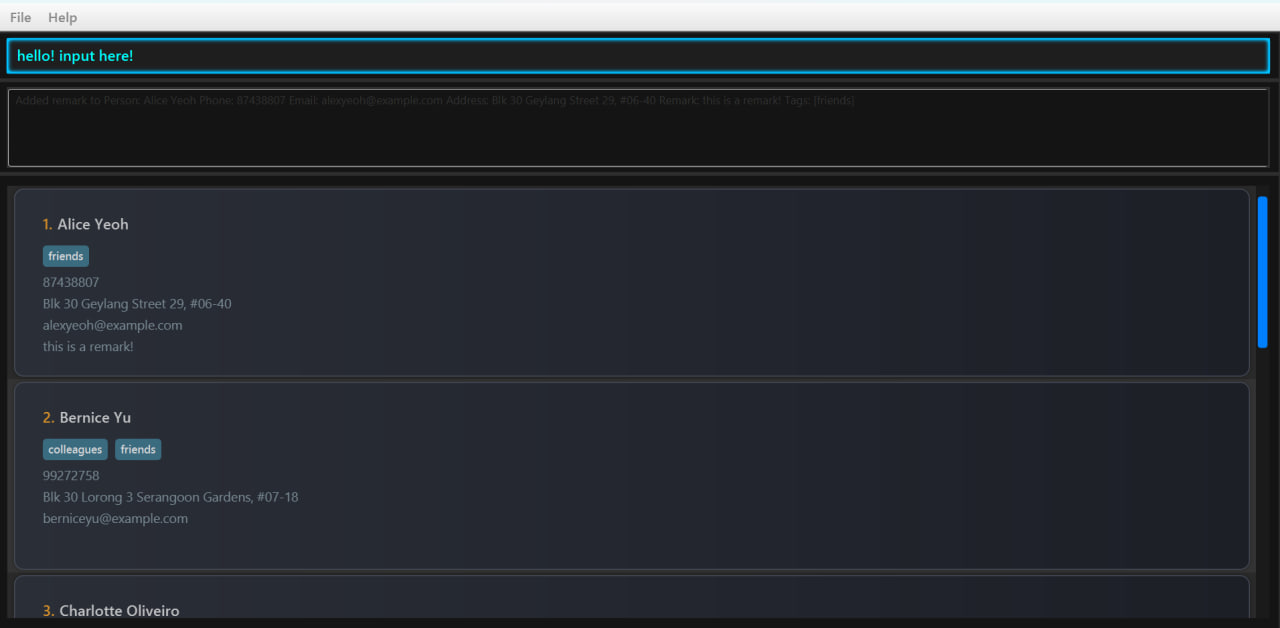 File Help
hello! input here!
Added remark to Person: Alice Yeoh Phone: 87438807 Email: alexyeoh@example.com Address: Blk 30 Geylang Street 29, #06-40 Remark: this is a remark! Tags: [friends]
1. Alice Yeoh
friends
87438807
Blk 30 Geylang Street 29, #06-40
alexyeoh@example.com
this is a remark!
2. Bernice Yu
colleagues friends
99272758
Blk 30 Lorong 3 Serangoon Gardens, #07-18
berniceyu@example.com
3. Charlotte Oliveiro